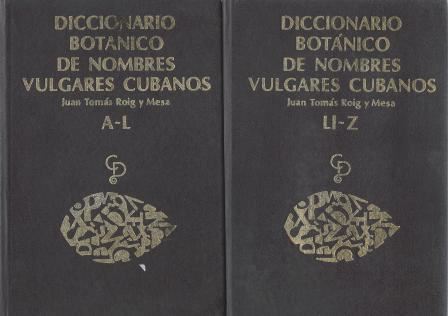 DICCIONARIO
BOTANICO
DE NOMBRES
VULGARES CUBANOS
Juan Tomás Roig y Mesa
A-L
DICCIONARIO
BOTÁNICO
DE NOMBRES
VULGARES CUBANOS
Juan Tomás Roig y Mesa
Ll-Z